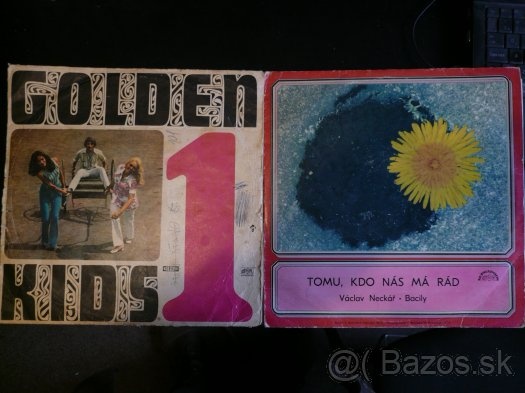 GOLDEN
KIDS
1
TOMU, KDO NÁS MÁ RÁD
Václav Neckář • Bacily
@( Bazos.sk